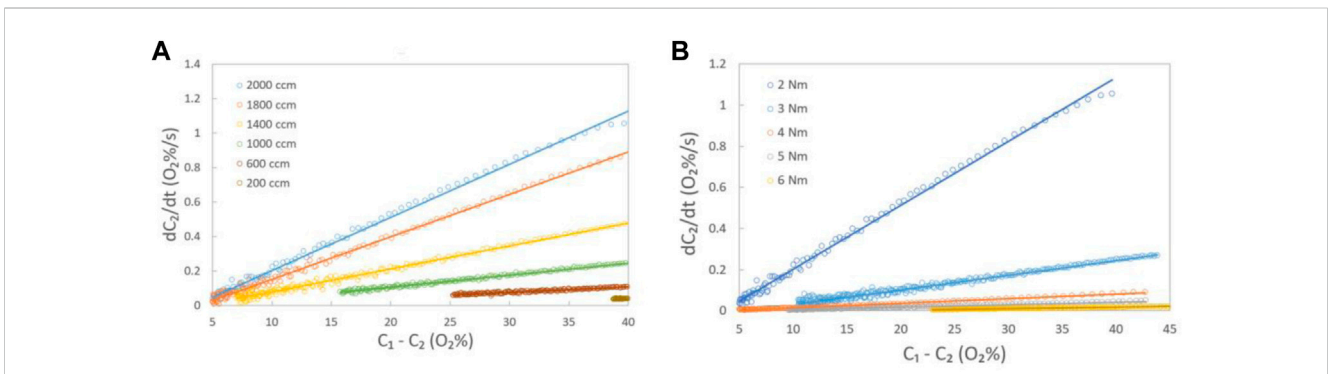 A
dC₂/dt (O₂%/s)
1.4
1.2
1
0.8
0.6
0.4
0.2
0
2000 ccm
1800 ccm
1400 ccm
1000 ccm
600 ccm
200 ccm
5 10 15 20 25 30 35 40
C₁ - C₂ (O₂%)
B
dC₂/dt (O₂%/s)
1.2
1
0.8
0.6
0.4
0.2
0
2 Nm
3 Nm
4 Nm
5 Nm
6 Nm
5 10 15 20 25 30 35 40 45
C₁ - C₂ (O₂%)